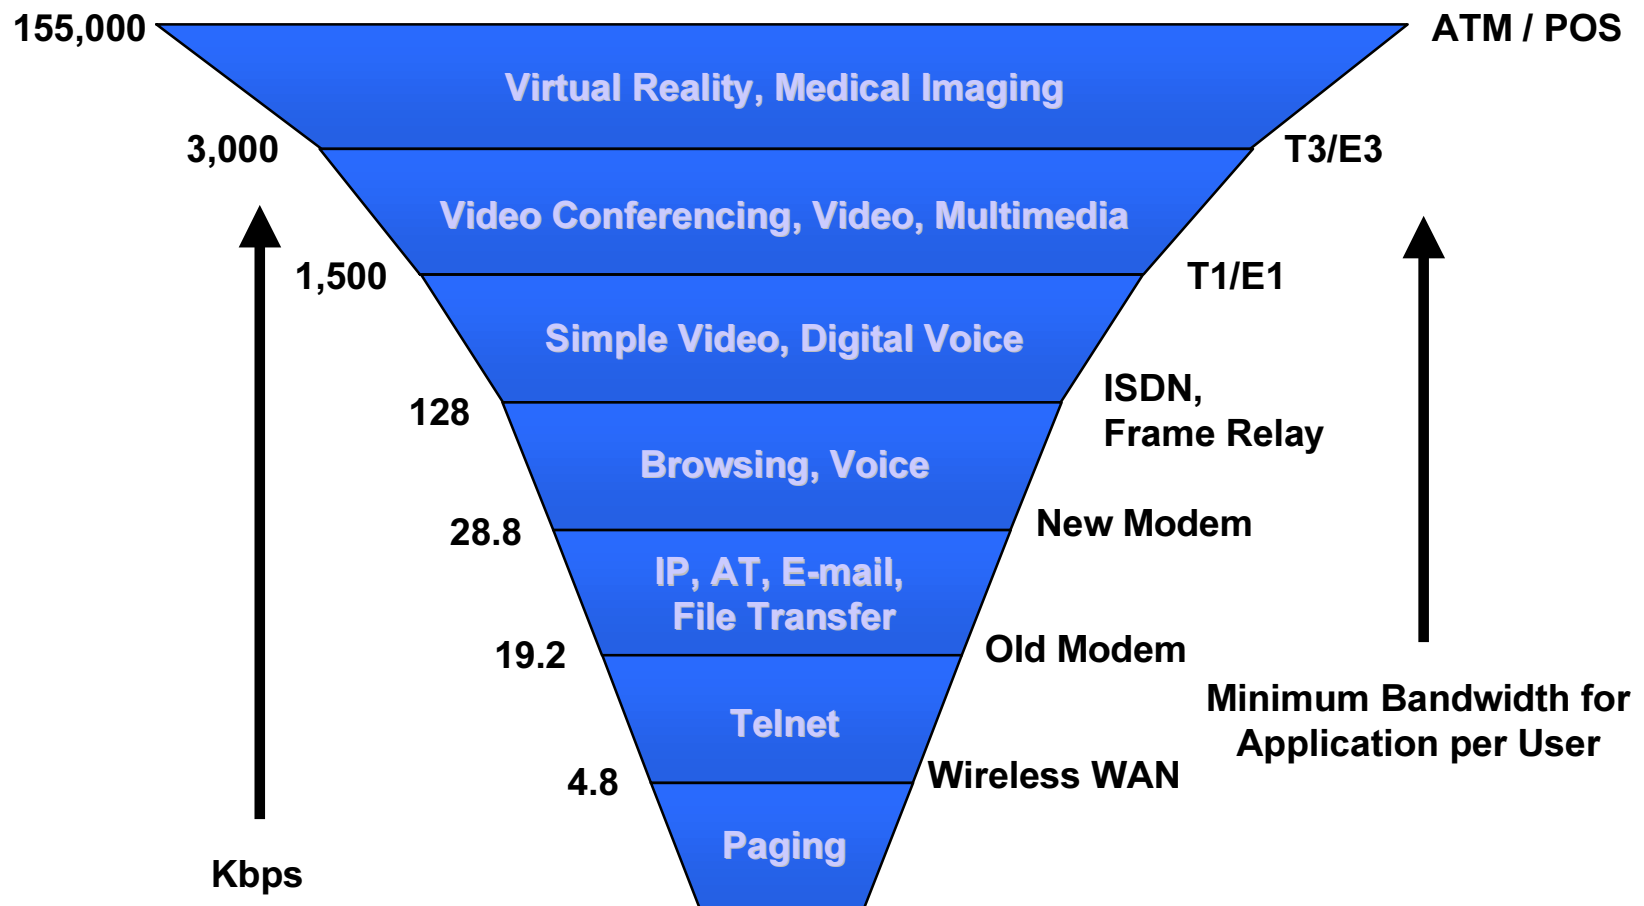 155,000
ATM / POS
Virtual Reality, Medical Imaging
3,000
T3/E3
Video Conferencing, Video, Multimedia
1,500
T1/E1
Simple Video, Digital Voice
128
ISDN,
Frame Relay
Browsing, Voice
28.8
New Modem
IP, AT, E-mail,
File Transfer
19.2
Old Modem
Minimum Bandwidth for
Application per User
Telnet
4.8
Wireless WAN
Paging
Kbps